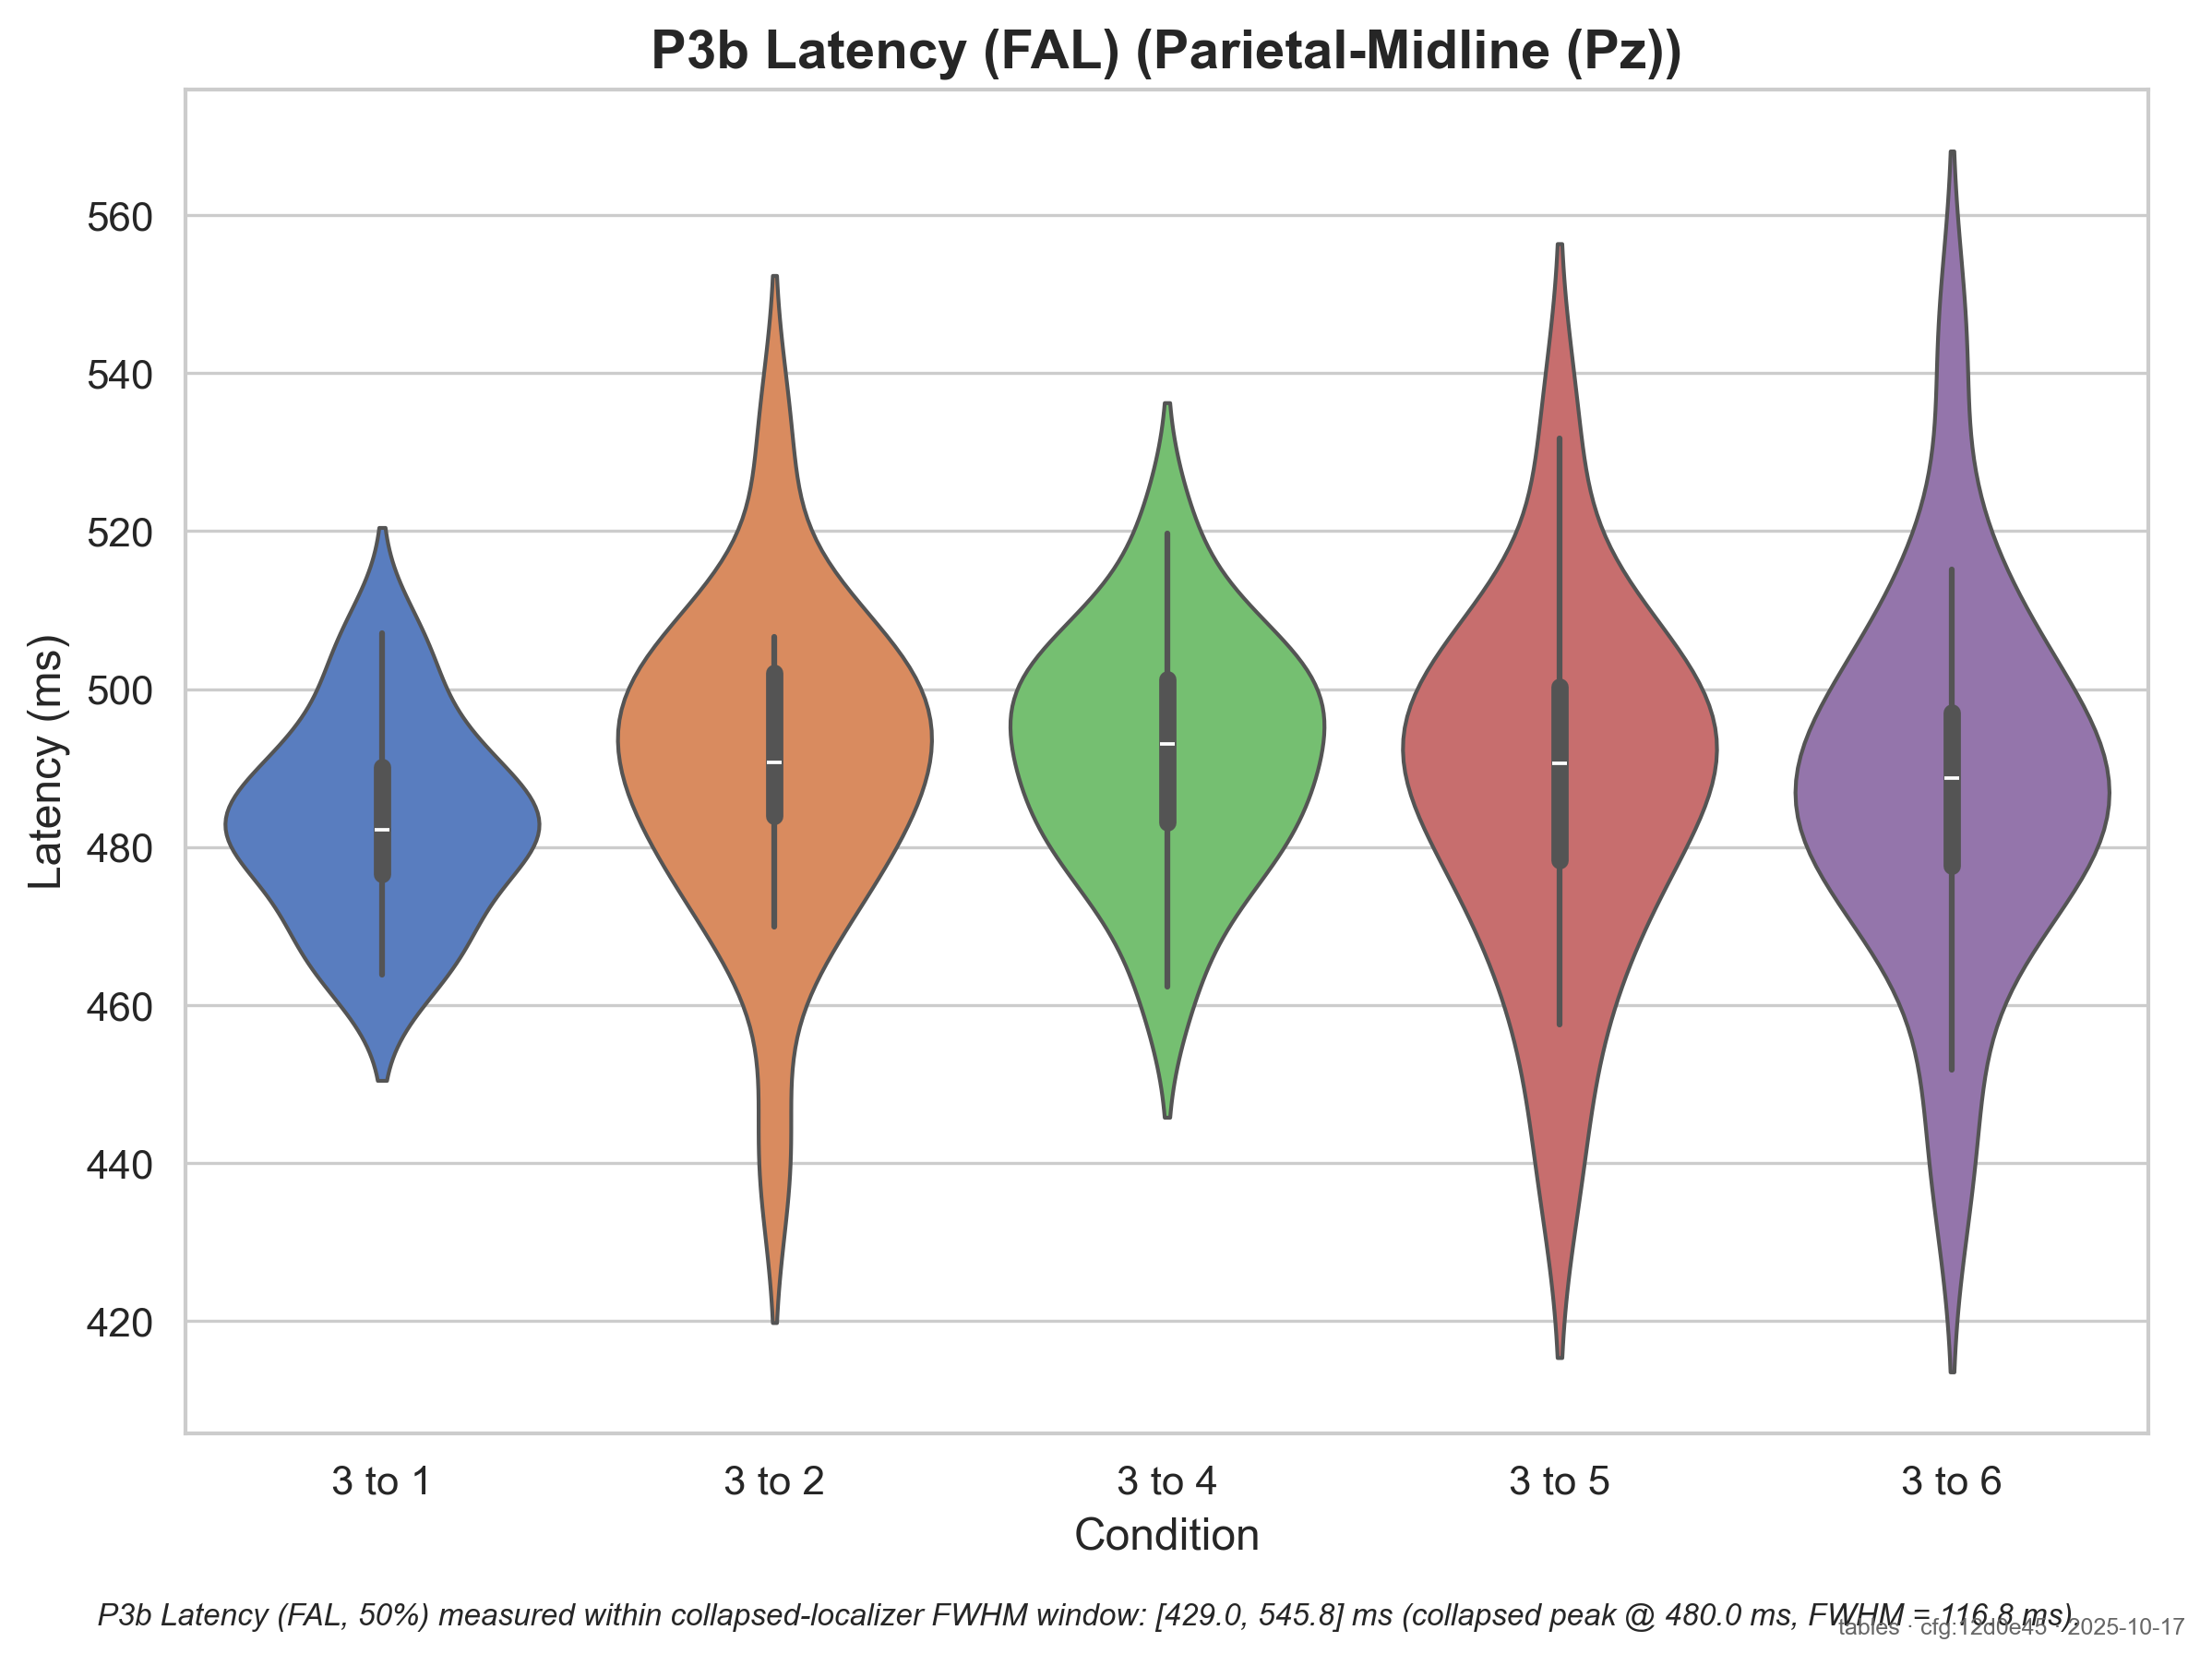 P3b Latency (FAL) (Parietal-Midline (Pz))
Latency (ms)
560
540
520
500
480
460
440
420
3 to 1 3 to 2 3 to 4 3 to 5 3 to 6
Condition
P3b Latency (FAL, 50%) measured within collapsed-localizer FWHM window: [429.0, 545.8] ms (collapsed peak @ 480.0 ms, FWHM = 116.8 ms).
tables · cfg:12d0e45 · 2025-10-17